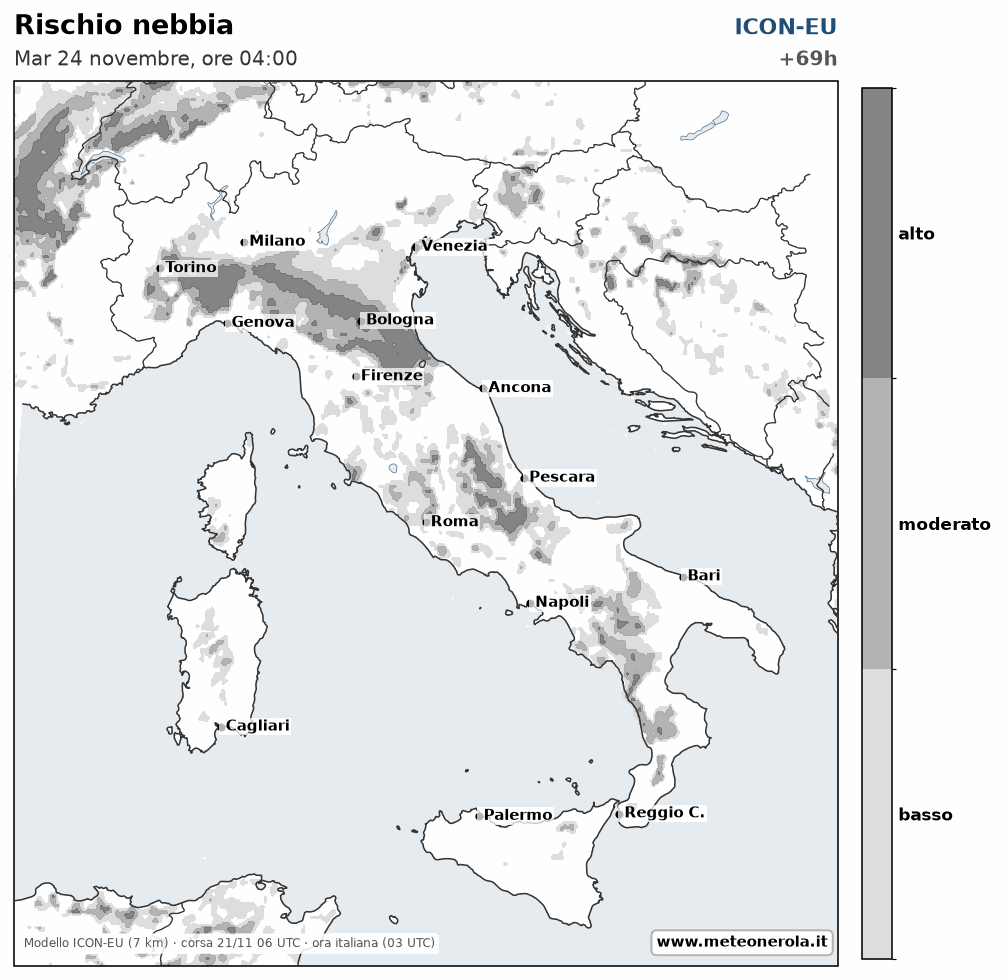 Rischio nebbia
ICON-EU
Mar 24 novembre, ore 04:00
+69h
alto
Milano
Venezia
Torino
Genova
Bologna
Firenze
Ancona
Pescara
Roma
moderato
Bari
Napoli
Cagliari
Palermo
Reggio C.
basso
Modello ICON-EU (7 km) · corsa 21/11 06 UTC · ora italiana (03 UTC)
www.meteonerola.it